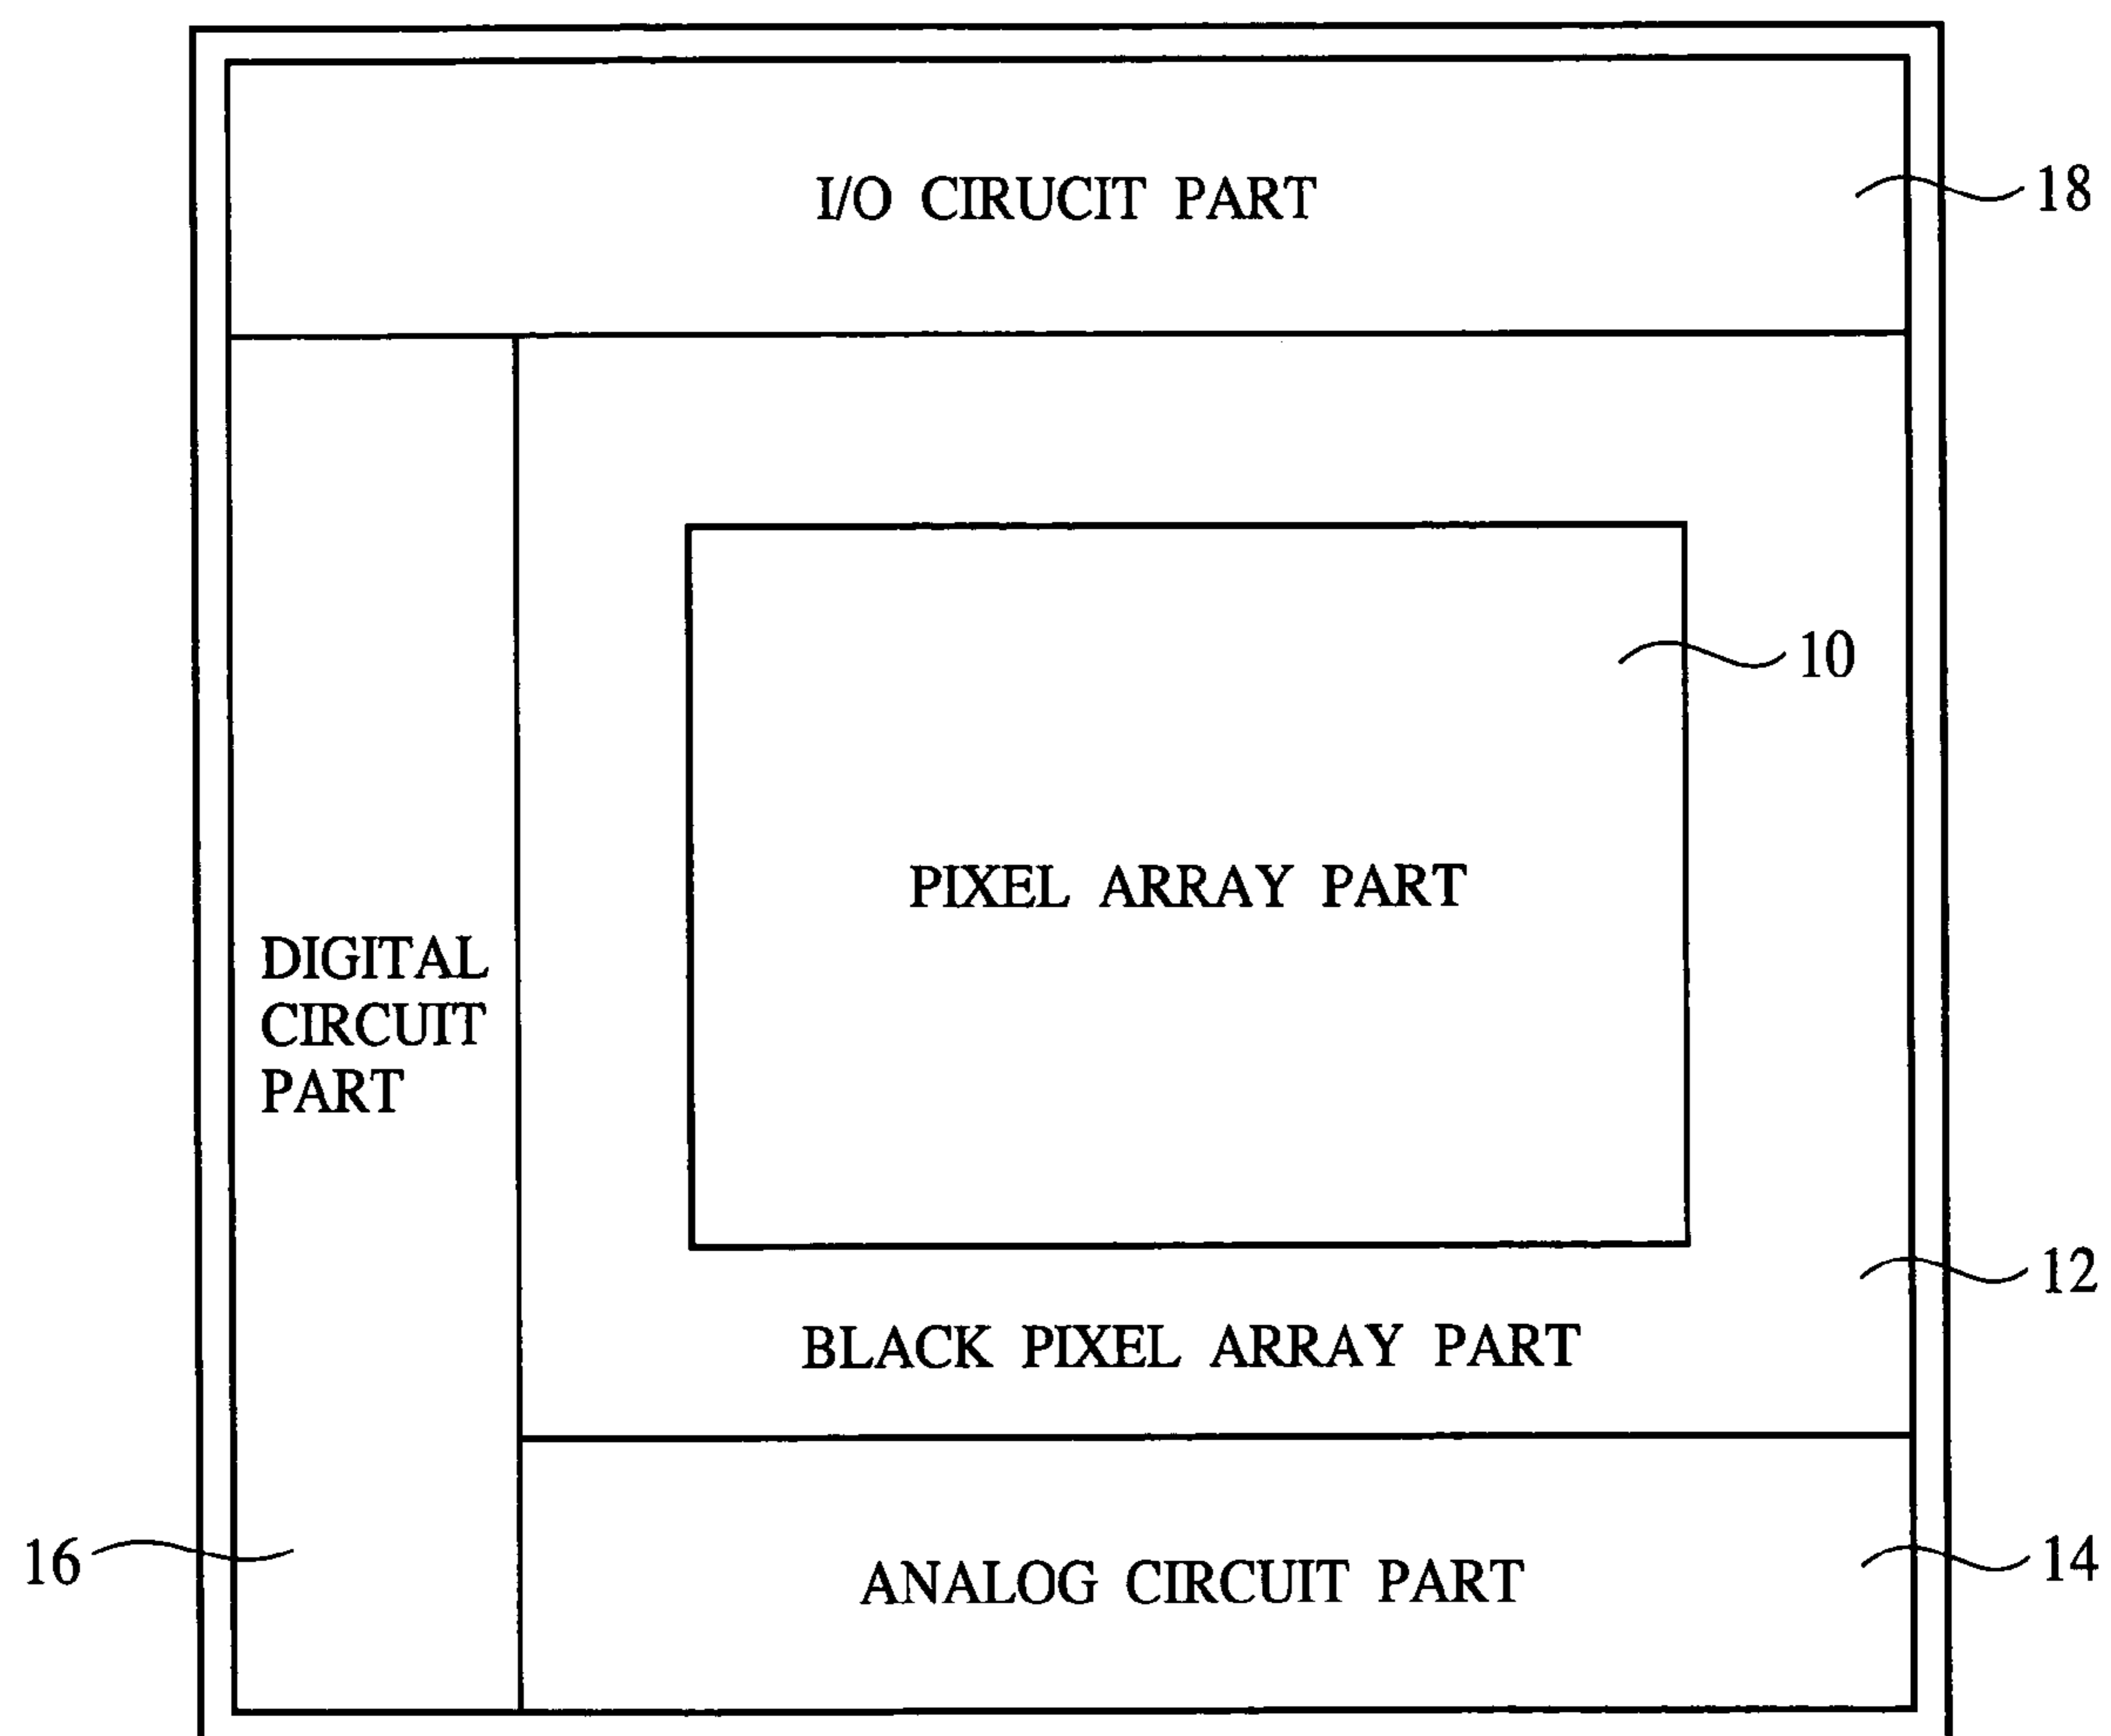 I/O CIRUCIT PART
18
10
PIXEL ARRAY PART
DIGITAL
CIRCUIT
PART
12
BLACK PIXEL ARRAY PART
16
ANALOG CIRCUIT PART
14